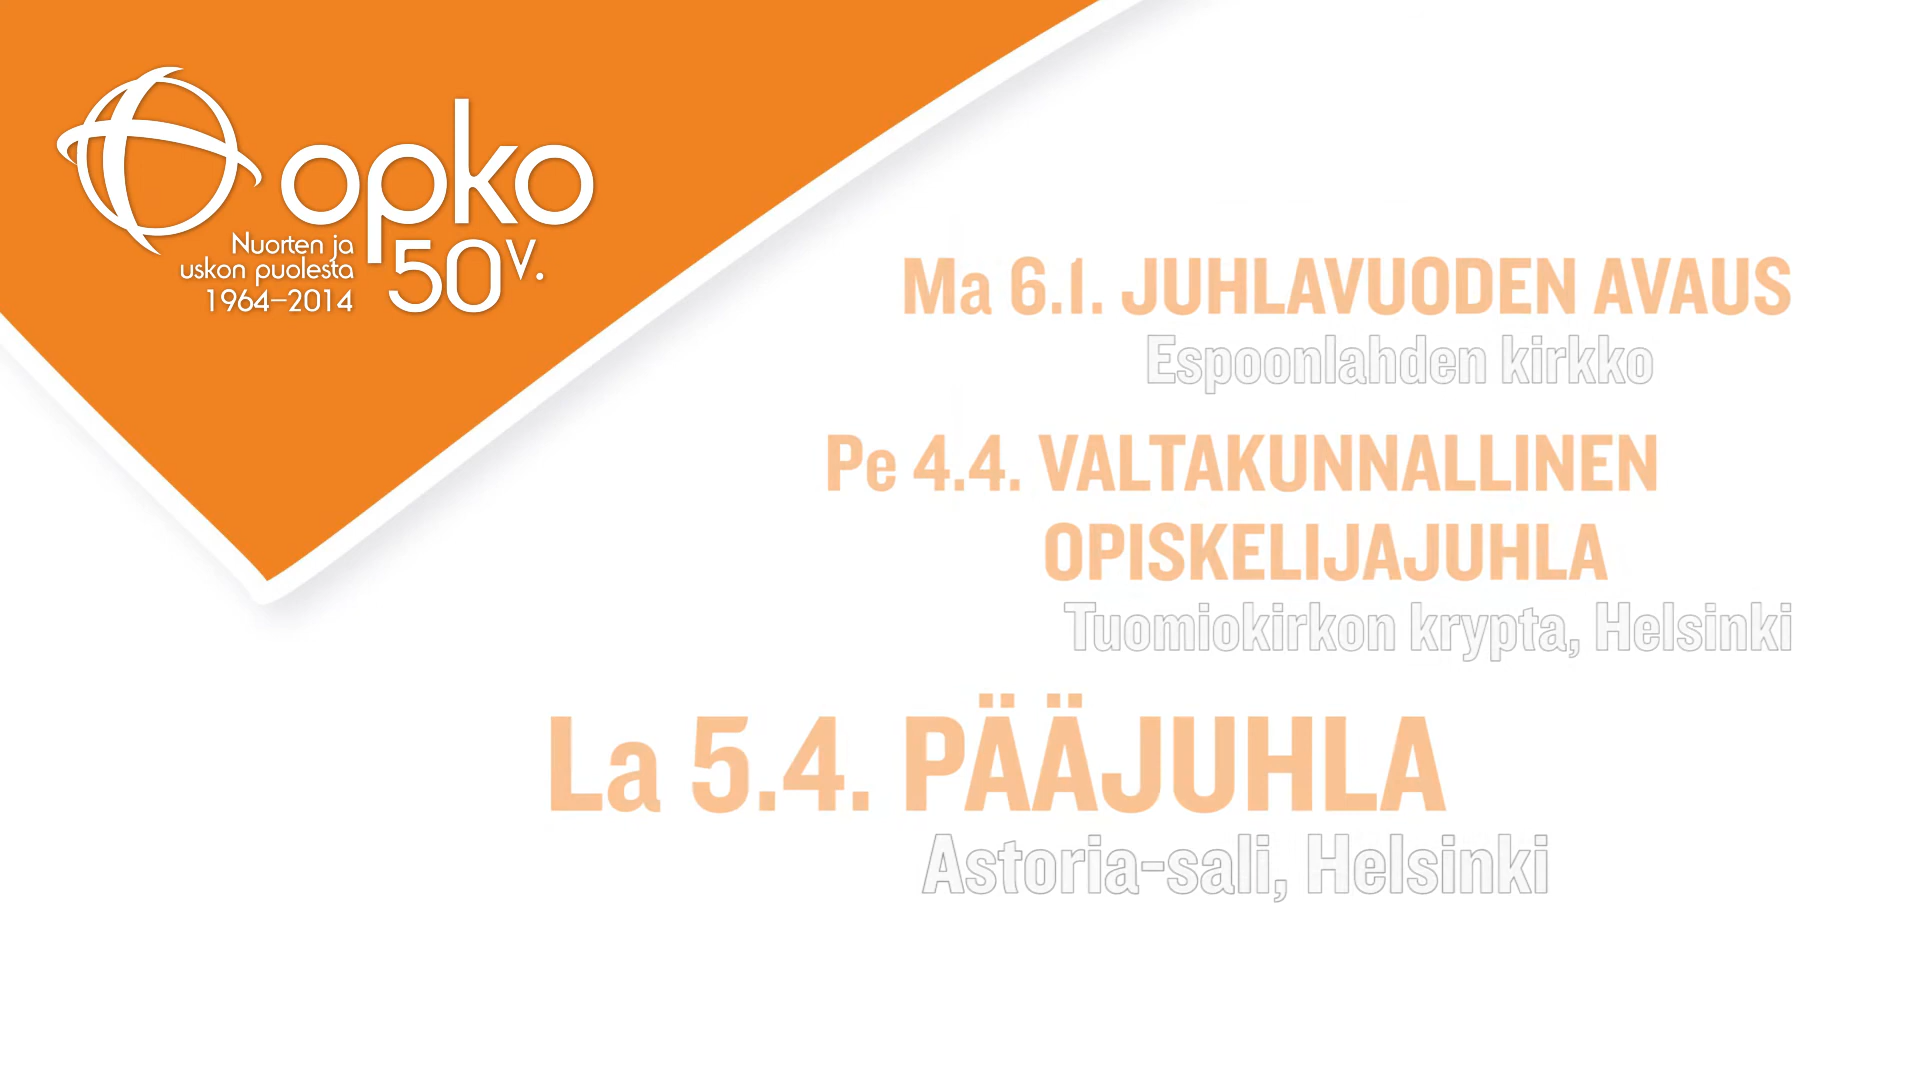 opko
50 v.
Nuorten ja
uskon puolesta
1964–2014
Ma 6.1. JUHLAVUODEN AVAUS
Espoonlahden kirkko
Pe 4.4. VALTAKUNNALLINEN
OPISKELIJAJUHLA
Tuomiokirkon krypta, Helsinki
La 5.4. PÄÄJUHLA
Astoria-sali, Helsinki